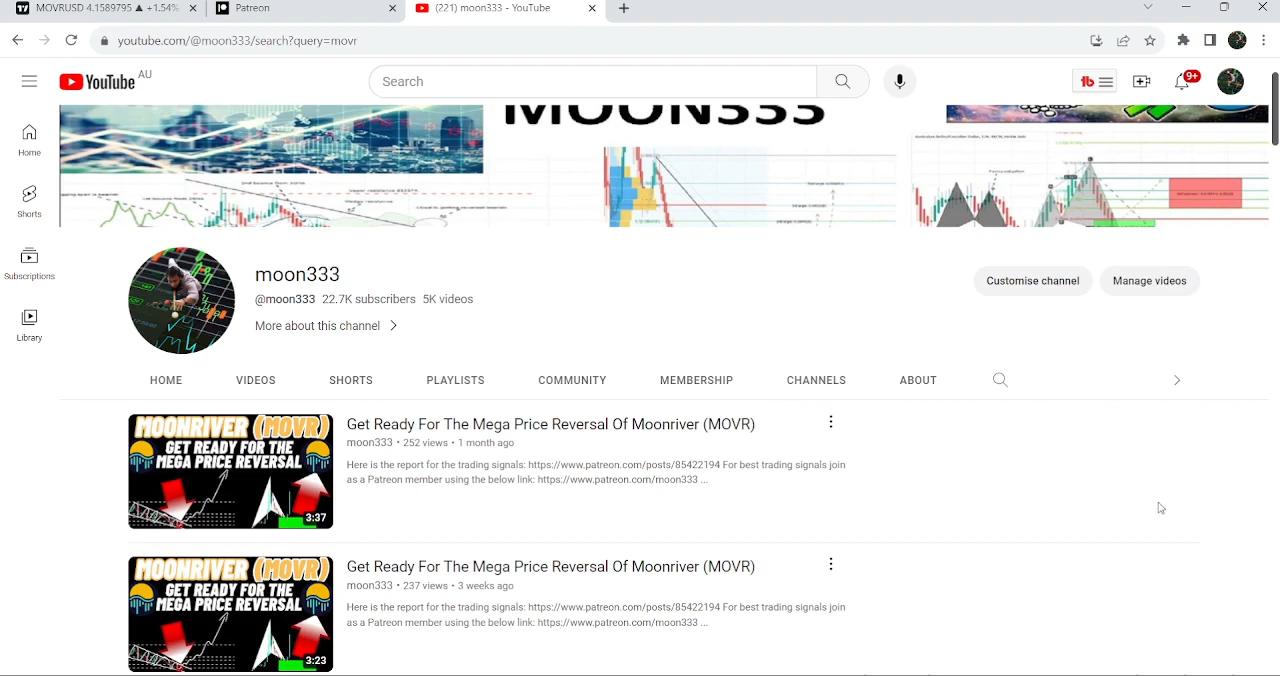 MOVRUSD 4.1589795 ▲ +1.54%
Patreon
(221) moon333 - YouTube
youtube.com/@moon333/search?query=movr
YouTube AU
Search
9+
MOON333
Home
Shorts
Subscriptions
Library
moon333
@moon333 22.7K subscribers 5K videos
More about this channel
Customise channel
Manage videos
HOME
VIDEOS
SHORTS
PLAYLISTS
COMMUNITY
MEMBERSHIP
CHANNELS
ABOUT
MOONRIVER (MOVR)
GET READY FOR THE
MEGA PRICE REVERSAL
3:37
Get Ready For The Mega Price Reversal Of Moonriver (MOVR)
moon333 • 252 views • 1 month ago
Here is the report for the trading signals: https://www.patreon.com/posts/85422194 For best trading signals join
as a Patreon member using the below link: https://www.patreon.com/moon333 ...
MOONRIVER (MOVR)
GET READY FOR THE
MEGA PRICE REVERSAL
3:23
Get Ready For The Mega Price Reversal Of Moonriver (MOVR)
moon333 • 237 views • 3 weeks ago
Here is the report for the trading signals: https://www.patreon.com/posts/85422194 For best trading signals join
as a Patreon member using the below link: https://www.patreon.com/moon333 ...